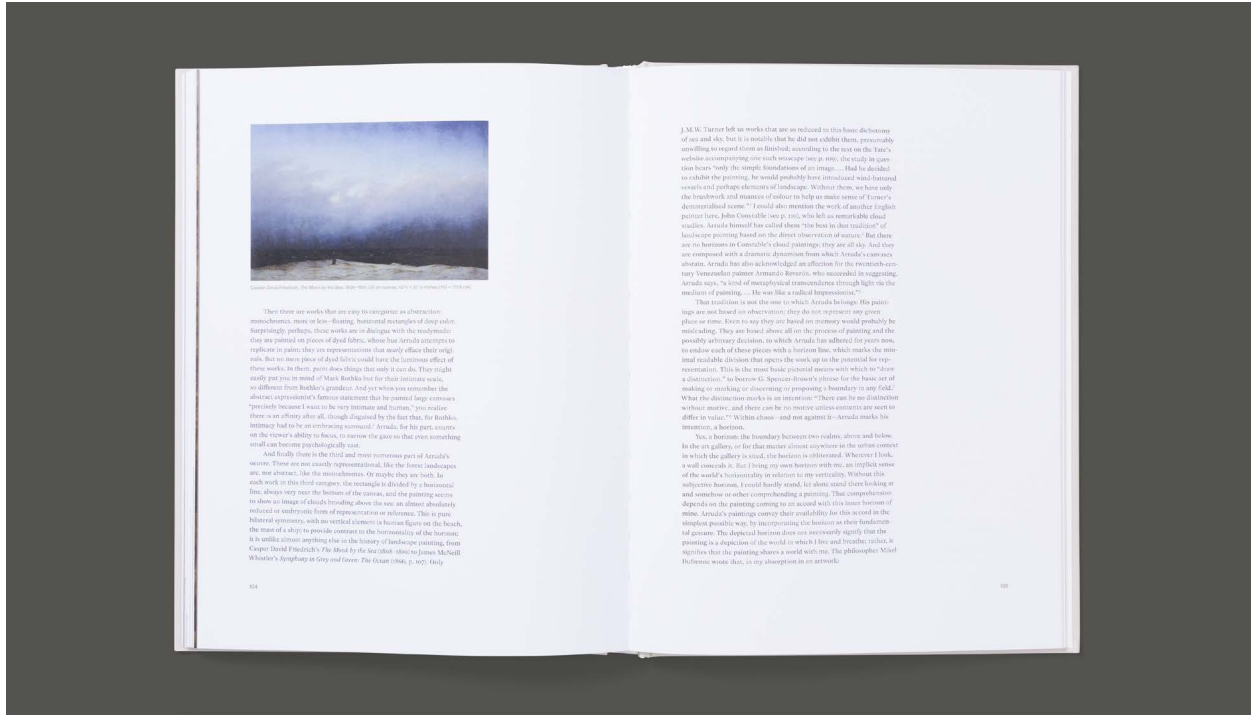 Caspar David Friedrich, The Monk by the Sea, 1808–1810. Oil on canvas,
Then there are works that are easy to categorize as abstraction:
monochromes, more or less—floating, horizontal rectangles of deep color.
Surprisingly, perhaps, these works are in dialogue with the readymade:
they are painted on pieces of dyed fabric, whose hue Arruda attempts to
replicate in paint; they are representations that nearly efface their origi-
nals. But no mere piece of dyed fabric could have the luminous effect of
these works. In them, paint does things that only it can do. They might
easily put you in mind of Mark Rothko but for their intimate scale,
so different from Rothko's grandeur. And yet when you remember the
abstract expressionist's famous statement that he painted large canvases
"precisely because I want to be very intimate and human," you realize
there is an affinity after all, though disguised by the fact that, for Rothko,
intimacy had to be an embracing surround. Arruda, for his part, counts
on the viewer's ability to focus, to narrow the gaze so that even something
small can become psychologically vast.
And finally there is the third and most numerous part of Arruda's
oeuvre. These are not exactly representational, like the forest landscapes
are, nor abstract, like the monochromes. Or maybe they are both. In
each work in this third category, the rectangle is divided by a horizontal
line, always very near the bottom of the canvas, and the painting seems
to show an image of clouds brooding above the sea: an almost absolutely
reduced or embryonic form of representation or reference. This is pure
bilateral symmetry, with no vertical element (a human figure on the beach,
the mast of a ship) to provide contrast to the horizontality of the horizon;
it is unlike almost anything else in the history of landscape painting, from
Caspar David Friedrich's The Monk by the Sea (1808–1810) to James McNeill
Whistler's Symphony in Grey and Green: The Ocean (1866; p. 107). Only
104
J.M.W. Turner left us works that are so reduced to this basic dichotomy
of sea and sky, but it is notable that he did not exhibit them, presumably
unwilling to regard them as finished; according to the text on the Tate's
website accompanying one such seascape (see p. 109), the study in ques-
tion bears "only the simple foundations of an image. . . . Had he decided
to exhibit the painting, he would probably have introduced wind-battered
vessels and perhaps elements of landscape. Without them, we have only
the brushwork and nuances of colour to help us make sense of Turner's
dematerialised scene." I could also mention the work of another English
painter here, John Constable (see p. 110), who left us remarkable cloud
studies. Arruda himself has called them "the best in that tradition" of
landscape painting based on the direct observation of nature. But there
are no horizons in Constable's cloud paintings; they are all sky. And they
are composed with a dramatic dynamism from which Arruda's canvases
abstain. Arruda has also acknowledged an affection for the twentieth-cen-
tury Venezuelan painter Armando Reverón, who succeeded in suggesting,
Arruda says, "a kind of metaphysical transcendence through light via the
medium of painting. . . . He was like a radical Impressionist."
That tradition is not the one to which Arruda belongs. His paint-
ings are not based on observation; they do not represent any given
place or time. Even to say they are based on memory would probably be
misleading. They are based above all on the process of painting and the
possibly arbitrary decision, to which Arruda has adhered for years now,
to endow each of these pieces with a horizon line, which marks the min-
imal readable division that opens the work up to the potential for rep-
resentation. This is the most basic pictorial means with which to "draw
a distinction," to borrow G. Spencer-Brown's phrase for the basic act of
making or marking or discerning or proposing a boundary in any field.
What the distinction marks is an intention: "There can be no distinction
without motive, and there can be no motive unless contents are seen to
differ in value." Within chaos—and not against it—Arruda marks his
intention, a horizon.
Yes, a horizon: the boundary between two realms, above and below.
In the art gallery, or for that matter almost anywhere in the urban context
in which the gallery is sited, the horizon is obliterated. Wherever I look,
a wall conceals it. But I bring my own horizon with me, an implicit sense
of the world's horizontality in relation to my verticality. Without this
subjective horizon, I could hardly stand, let alone stand there looking at
and somehow or other comprehending a painting. That comprehension
depends on the painting coming to an accord with this inner horizon of
mine. Arruda's paintings convey their availability for this accord in the
simplest possible way, by incorporating the horizon as their fundamen-
tal gesture. The depicted horizon does not necessarily signify that the
painting is a depiction of the world in which I live and breathe; rather, it
signifies that the painting shares a world with me. The philosopher Mikel
Dufrenne wrote that, in my absorption in an artwork: